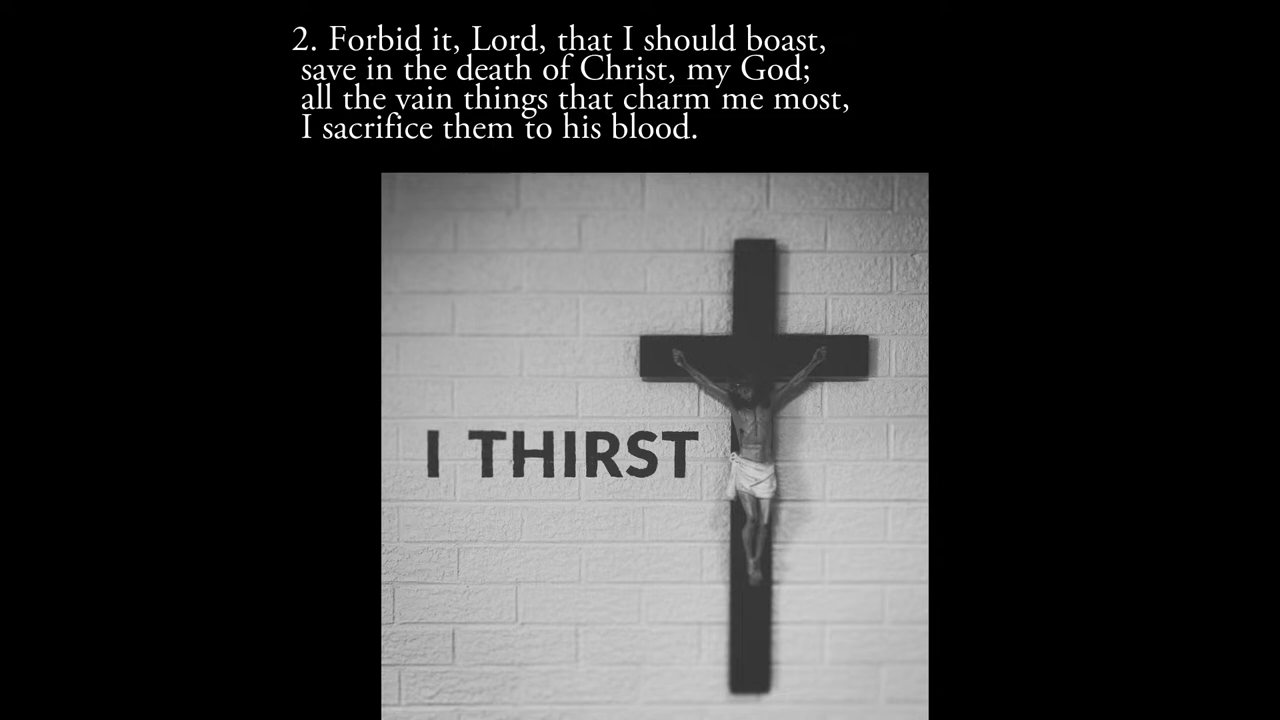 2. Forbid it, Lord, that I should boast,
save in the death of Christ, my God;
all the vain things that charm me most,
I sacrifice them to his blood.
I THIRST